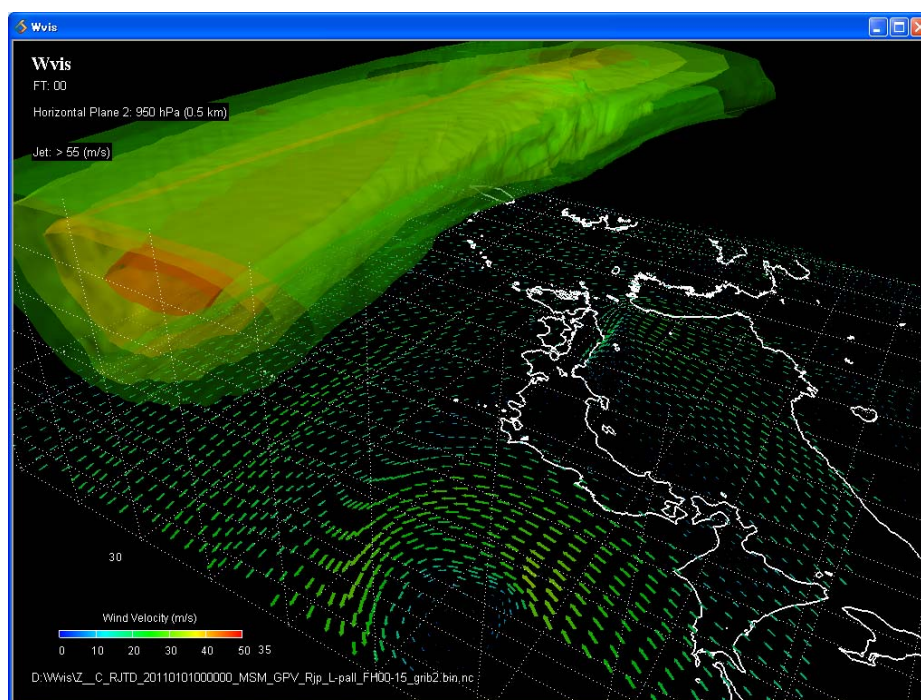 Wvis
Wvis
FT: 00
Horizontal Plane 2: 950 hPa (0.5 km)
Jet: > 55 (m/s)
30
Wind Velocity (m/s)
0 10 20 30 40 50 35
D:\Wvis\Z__C_RJTD_20110101000000_MSM_GPV_Rjp_L-pall_FH00-15_grib2.bin.nc